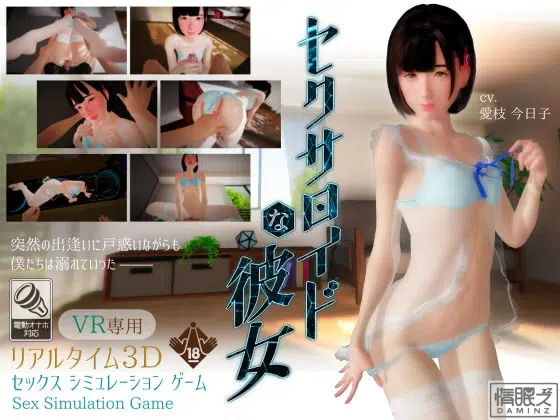 セクサロイド
な
彼女
cv.
愛枝 今日子
突然の出逢いに戸惑いながらも
僕たちは溺れていった――
電動オナホ
対応
VR専用
18
リアルタイム3D
セックス シミュレーション ゲーム
Sex Simulation Game
惰眠ズ
DAMINZ